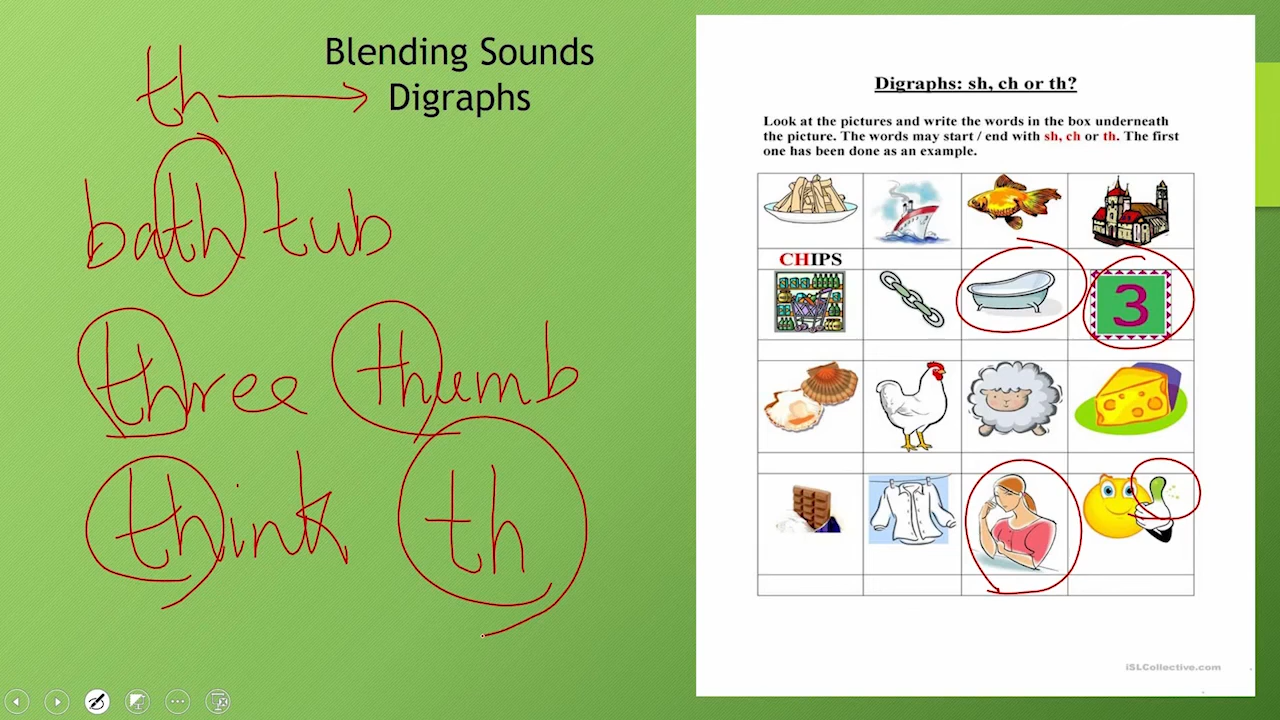 Blending Sounds
th → Digraphs
bath tub
three thumb
think th
Digraphs: sh, ch or th?
Look at the pictures and write the words in the box underneath
the picture. The words may start / end with sh, ch or th. The first
one has been done as an example.
CHIPS
3
iSLCollective.com